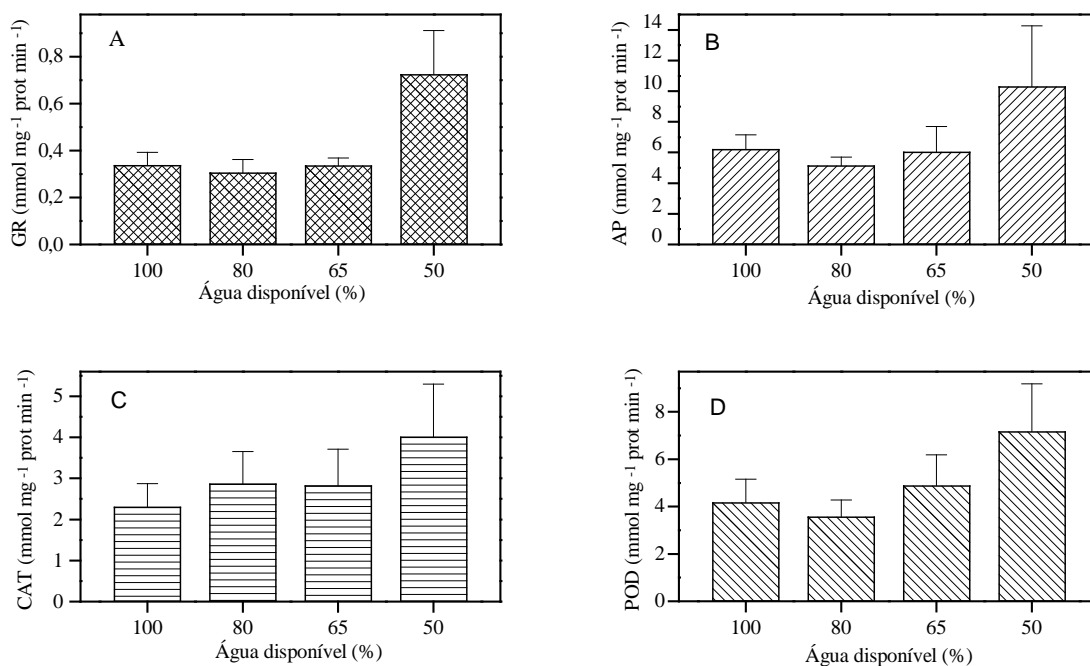 A
GR (mmol mg⁻¹ prot min⁻¹)
0,8
0,6
0,4
0,2
0,0
100 80 65 50
Água disponível (%)
B
AP (mmol mg⁻¹ prot min⁻¹)
14
12
10
8
6
4
2
0
100 80 65 50
Água disponível (%)
C
CAT (mmol mg⁻¹ prot min⁻¹)
5
4
3
2
1
0
100 80 65 50
Água disponível (%)
D
POD (mmol mg⁻¹ prot min⁻¹)
8
6
4
2
0
100 80 65 50
Água disponível (%)